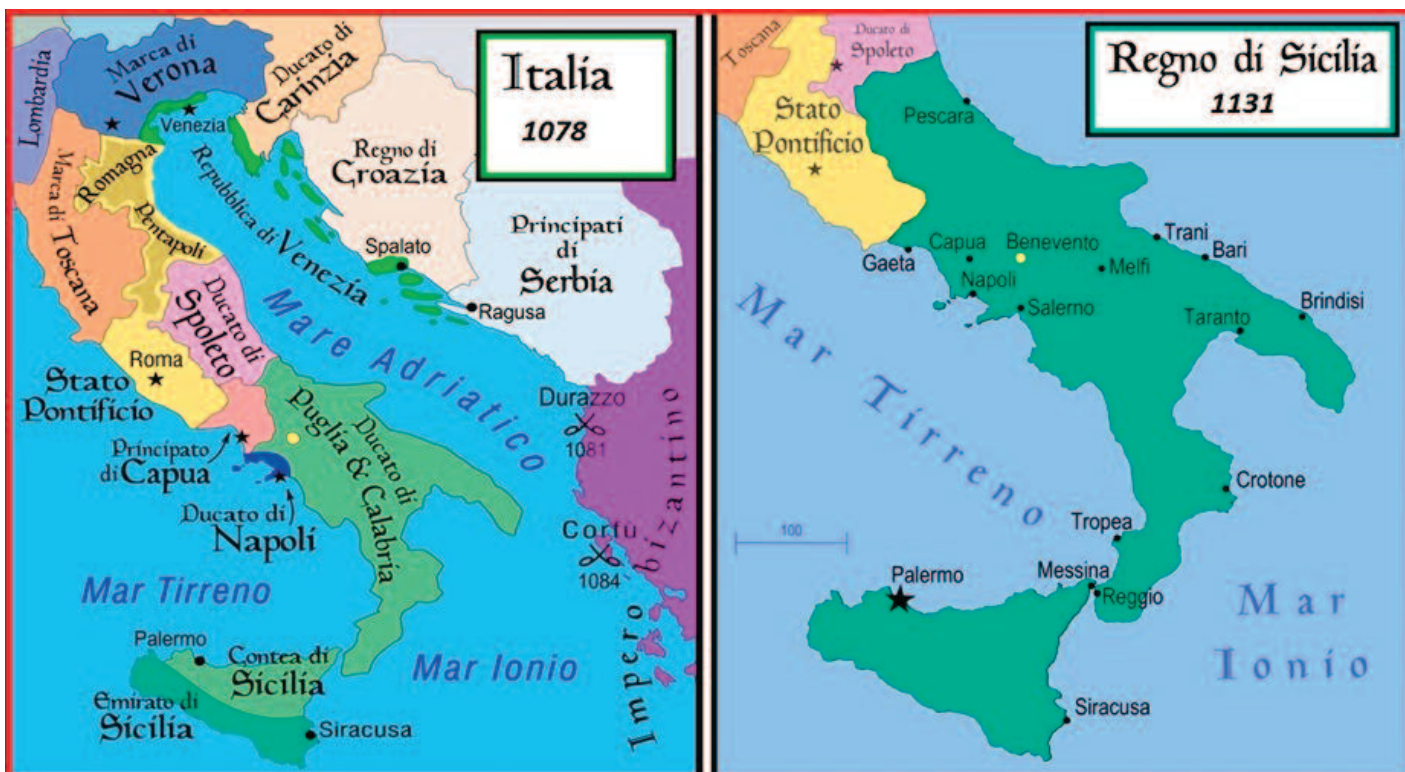 Italia
1078
Lombardia
Marca di
Verona
Ducato di
Carinzia
Venezia
Romagna
Marca di
Toscana
Pentapoli
Repubblica di Venezia
Regno di
Croazia
Spalato
Principati
di
Serbia
Ragusa
Ducato di
Spoleto
Mare Adriatico
Roma
Stato
Pontificio
Principato
di Capua
Ducato di
Napoli
Ducato di
Puglia & Calabria
Durazzo
1081
Corfu
1084
Impero bizantino
Mar Tirreno
Mar Ionio
Palermo
Contea di
Sicilia
Emirato di
Sicilia
Siracusa
Regno di Sicilia
1131
Toscana
Ducato di
Spoleto
Stato
Pontificio
Pescara
Gaeta
Capua
Benevento
Napoli
Salerno
Melfi
Trani
Bari
Brindisi
Taranto
Mar Tirreno
100
Crotone
Tropea
Messina
Reggio
Palermo
Siracusa
Mar
Ionio